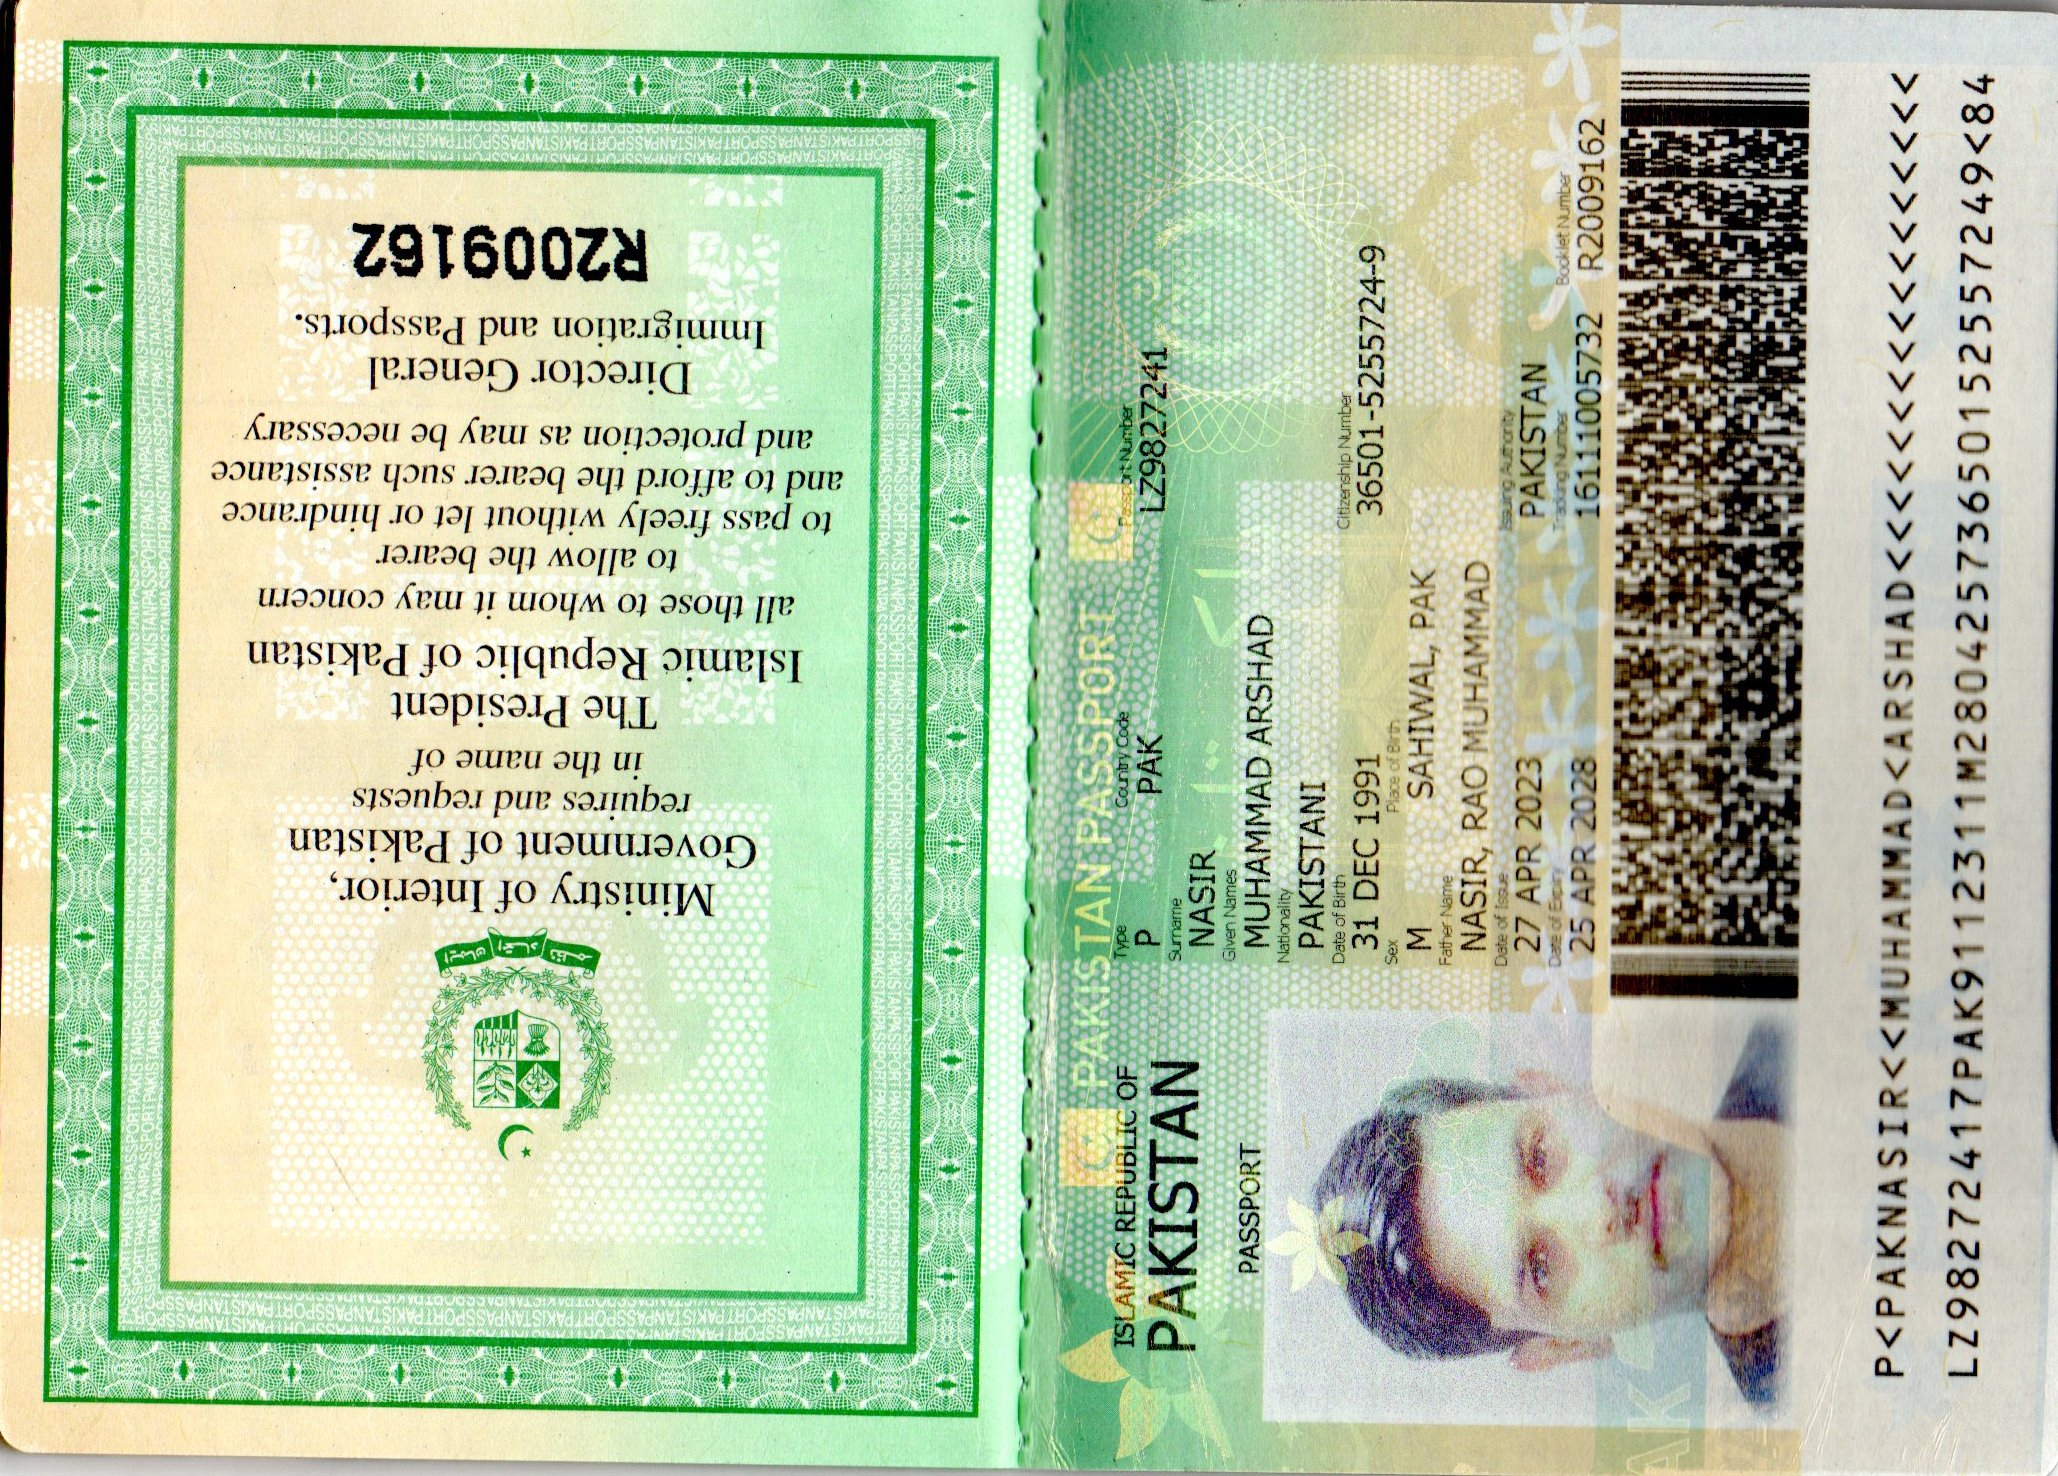 R2009162
Ministry of Interior,
Government of Pakistan
requires and requests
in the name of
The President
Islamic Republic of Pakistan
all those to whom it may concern
to allow the bearer
to pass freely without let or hindrance
and to afford the bearer such assistance
and protection as may be necessary
Director General
Immigration and Passports.
PAKISTAN PASSPORT
ISLAMIC REPUBLIC OF
PAKISTAN
PASSPORT
Type Country Code Passport Number
P PAK LZ9827241
Surname
NASIR
Given Names
MUHAMMAD ARSHAD
Nationality
PAKISTANI
Date of Birth Citizenship Number
31 DEC 1991 36501-5255724-9
Sex Place of Birth
M SAHIWAL, PAK
Father Name
NASIR, RAO MUHAMMAD
Date of Issue Issuing Authority
27 APR 2023 PAKISTAN
Date of Expiry Tracking Number Booklet Number
25 APR 2028 16111005732 R2009162
P<PAKNASIR<<MUHAMMAD<ARSHAD<<<<<<<<<<<<<<<<<
LZ98272417PAK9112311M28042573650152557249<84